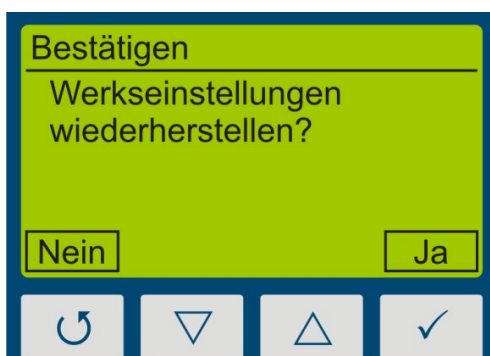 Bestätigen
Werkseinstellungen
wiederherstellen?
Nein
Ja